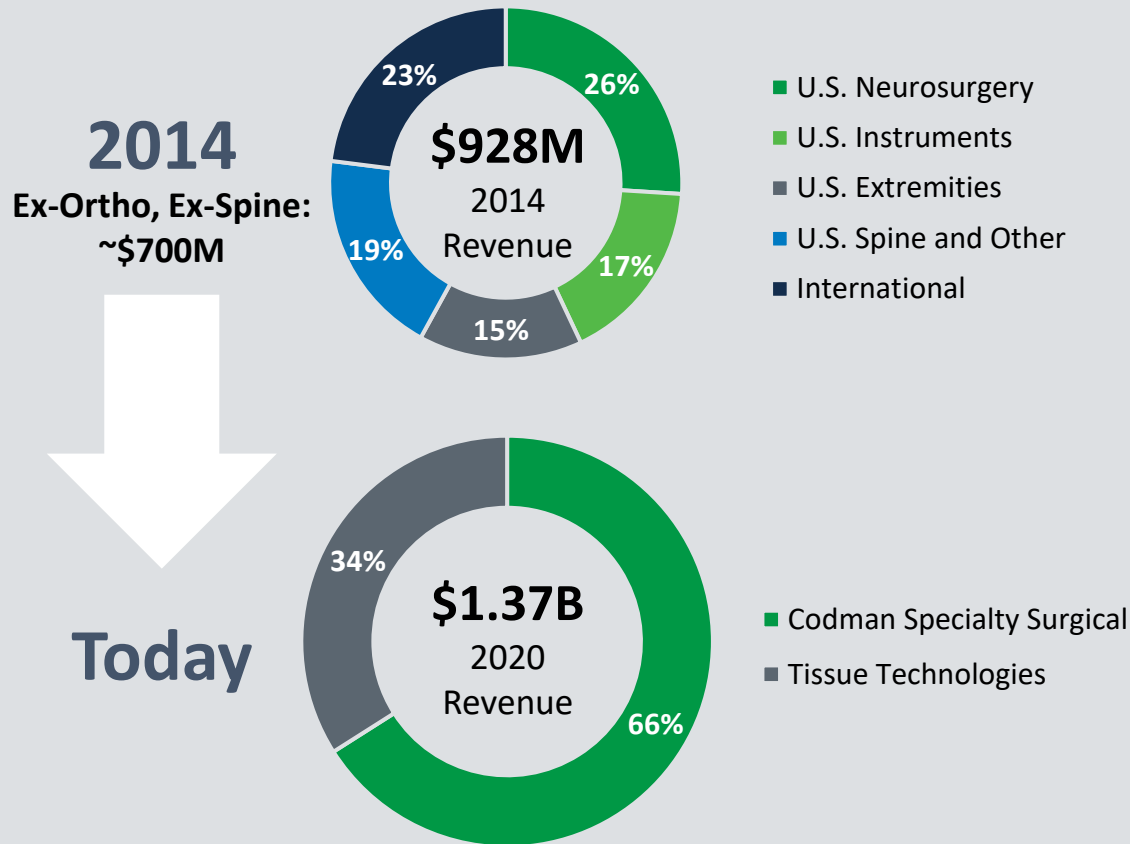 2014
Ex-Ortho, Ex-Spine:
~$700M
23%
26%
19%
17%
15%
$928M
2014
Revenue
U.S. Neurosurgery
U.S. Instruments
U.S. Extremities
U.S. Spine and Other
International
Today
34%
66%
$1.37B
2020
Revenue
Codman Specialty Surgical
Tissue Technologies